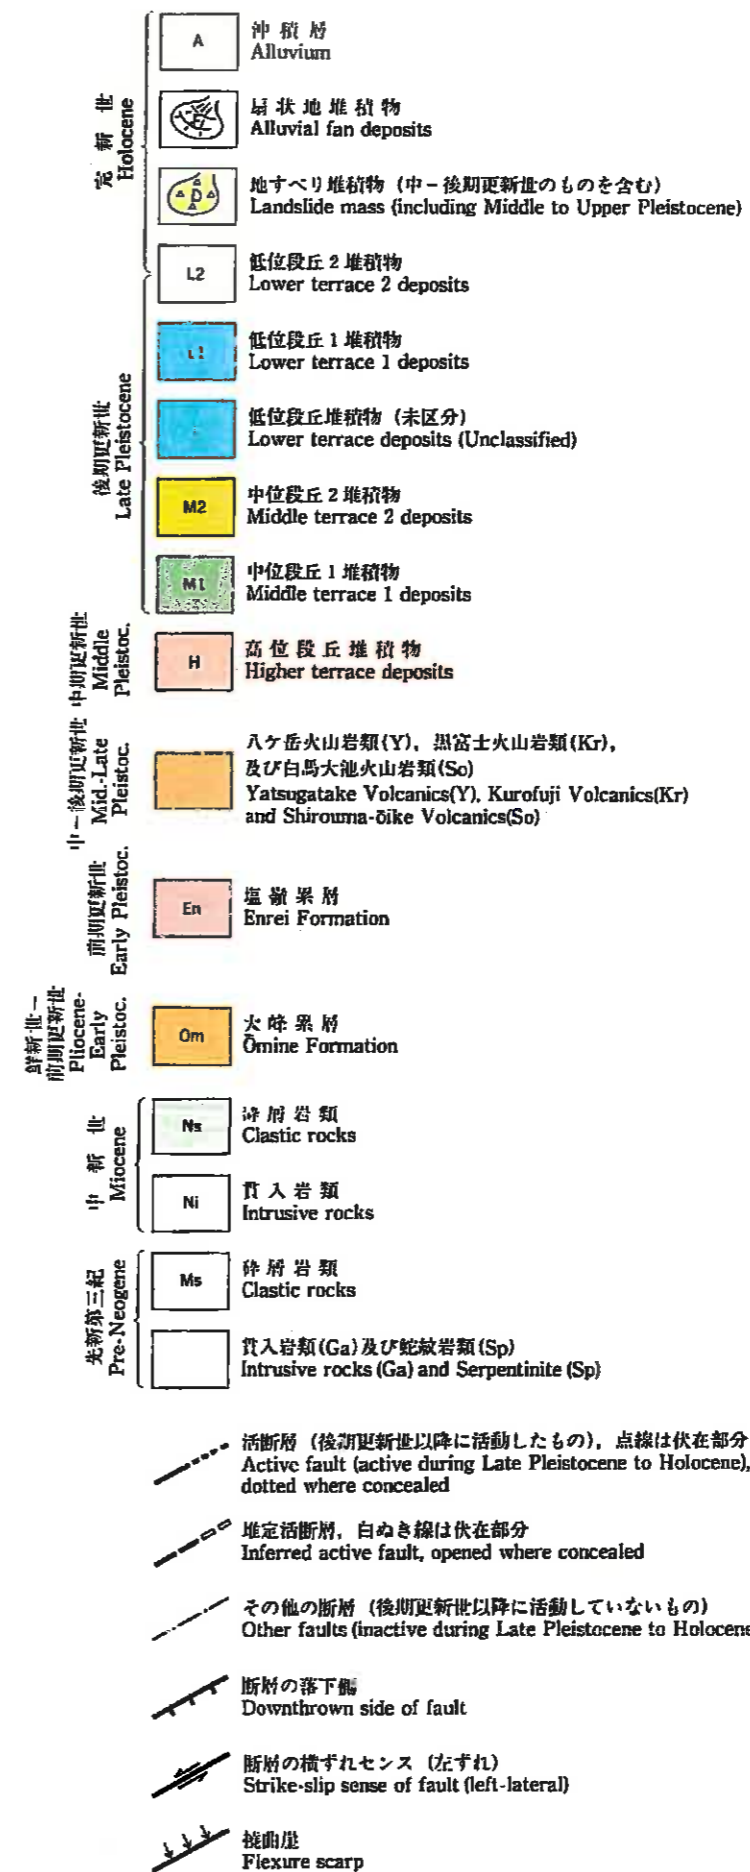 完新世
Holocene
A
沖積層
Alluvium
扇状地堆積物
Alluvial fan deposits
D
地すべり堆積物 (中-後期更新世のものを含む)
Landslide mass (including Middle to Upper Pleistocene)
L2
低位段丘2堆積物
Lower terrace 2 deposits
後期更新世
Late Pleistocene
L1
低位段丘1堆積物
Lower terrace 1 deposits
低位段丘堆積物 (未区分)
Lower terrace deposits (Unclassified)
M2
中位段丘2堆積物
Middle terrace 2 deposits
M1
中位段丘1堆積物
Middle terrace 1 deposits
中期更新世
Middle
Pleistoc.
H
高位段丘堆積物
Higher terrace deposits
中-後期更新世
Mid.-Late
Pleistoc.
八ケ岳火山岩類(Y), 黒富士火山岩類(Kr),
及び白馬大池火山岩類(So)
Yatsugatake Volcanics(Y), Kurofuji Volcanics(Kr)
and Shirouma-ōike Volcanics(So)
前期更新世
Early Pleistoc.
En
塩嶺累層
Enrei Formation
鮮新世-
前期更新世
Pliocene-
Early
Pleistoc.
Om
大峰累層
Ōmine Formation
中新世
Miocene
Ns
砕屑岩類
Clastic rocks
Ni
貫入岩類
Intrusive rocks
先新第三紀
Pre-Neogene
Ms
砕屑岩類
Clastic rocks
貫入岩類(Ga)及び蛇紋岩類(Sp)
Intrusive rocks (Ga) and Serpentinite (Sp)
活断層 (後期更新世以降に活動したもの), 点線は伏在部分
Active fault (active during Late Pleistocene to Holocene),
dotted where concealed
推定活断層, 白ぬき線は伏在部分
Inferred active fault, opened where concealed
その他の断層 (後期更新世以降に活動していないもの)
Other faults (inactive during Late Pleistocene to Holocene
断層の落下側
Downthrown side of fault
断層の横ずれセンス (左ずれ)
Strike-slip sense of fault (left-lateral)
撓曲崖
Flexure scarp